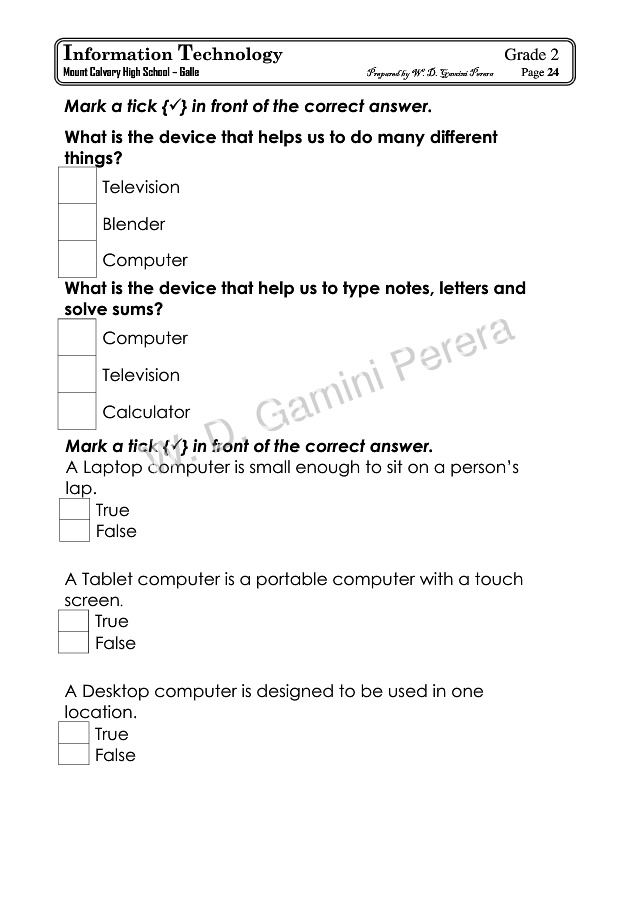 Information Technology Grade 2
Mount Calvary High School – Galle Prepared by W. D. Gamini Perera Page 24
Mark a tick {✓} in front of the correct answer.
What is the device that helps us to do many different
things?
Television
Blender
Computer
What is the device that help us to type notes, letters and
solve sums?
Computer
Television
Calculator
W. D. Gamini Perera
Mark a tick {✓} in front of the correct answer.
A Laptop computer is small enough to sit on a person’s
lap.
True
False
A Tablet computer is a portable computer with a touch
screen.
True
False
A Desktop computer is designed to be used in one
location.
True
False